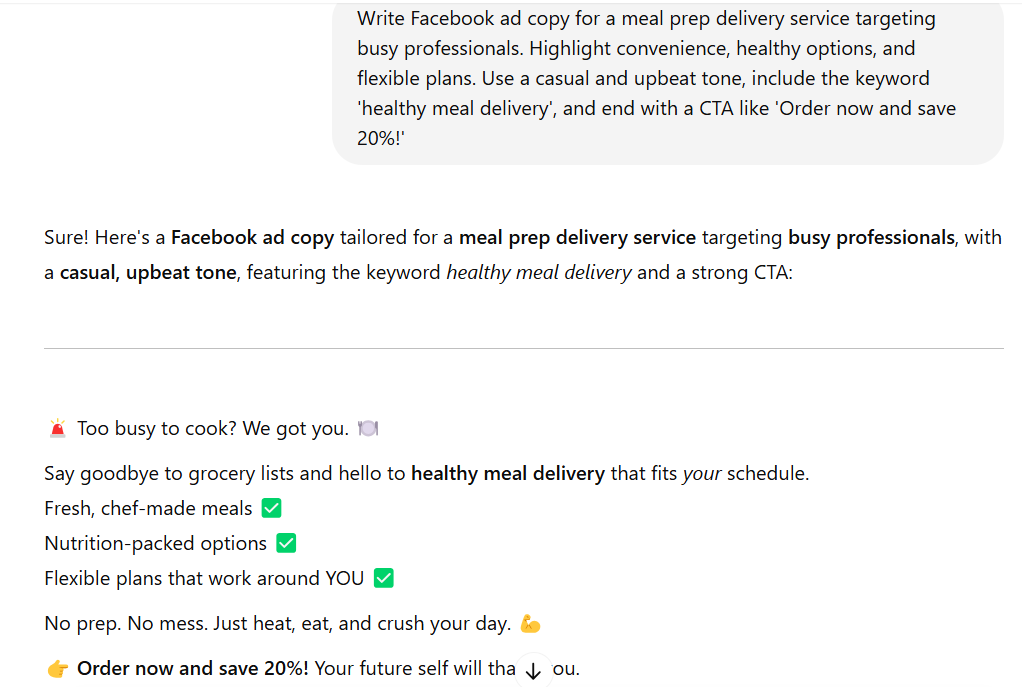 Write Facebook ad copy for a meal prep delivery service targeting
busy professionals. Highlight convenience, healthy options, and
flexible plans. Use a casual and upbeat tone, include the keyword
'healthy meal delivery', and end with a CTA like 'Order now and save
20%!'
Sure! Here's a Facebook ad copy tailored for a meal prep delivery service targeting busy professionals, with
a casual, upbeat tone, featuring the keyword healthy meal delivery and a strong CTA:
🚨 Too busy to cook? We got you. 🍽️
Say goodbye to grocery lists and hello to healthy meal delivery that fits your schedule.
Fresh, chef-made meals ✅
Nutrition-packed options ✅
Flexible plans that work around YOU ✅
No prep. No mess. Just heat, eat, and crush your day. 💪
👉 Order now and save 20%! Your future self will